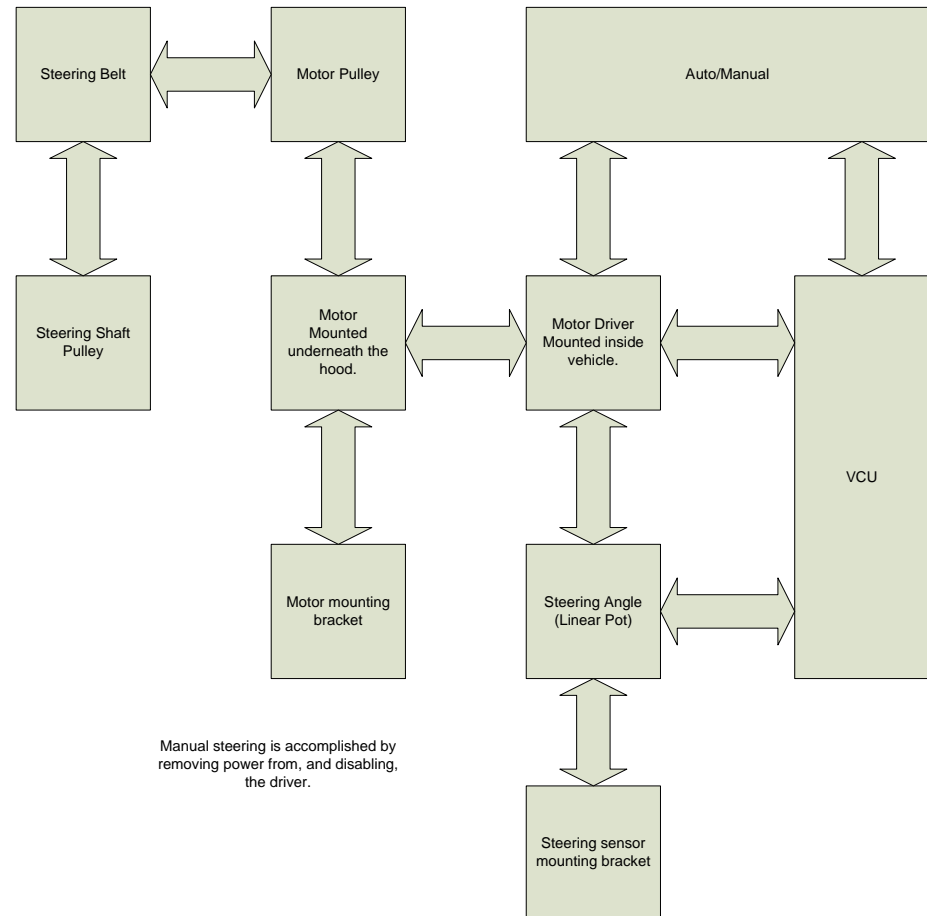 Steering Belt
Motor Pulley
Auto/Manual
Steering Shaft
Pulley
Motor
Mounted
underneath the
hood.
Motor Driver
Mounted inside
vehicle.
VCU
Motor mounting
bracket
Steering Angle
(Linear Pot)
Manual steering is accomplished by
removing power from, and disabling,
the driver.
Steering sensor
mounting bracket